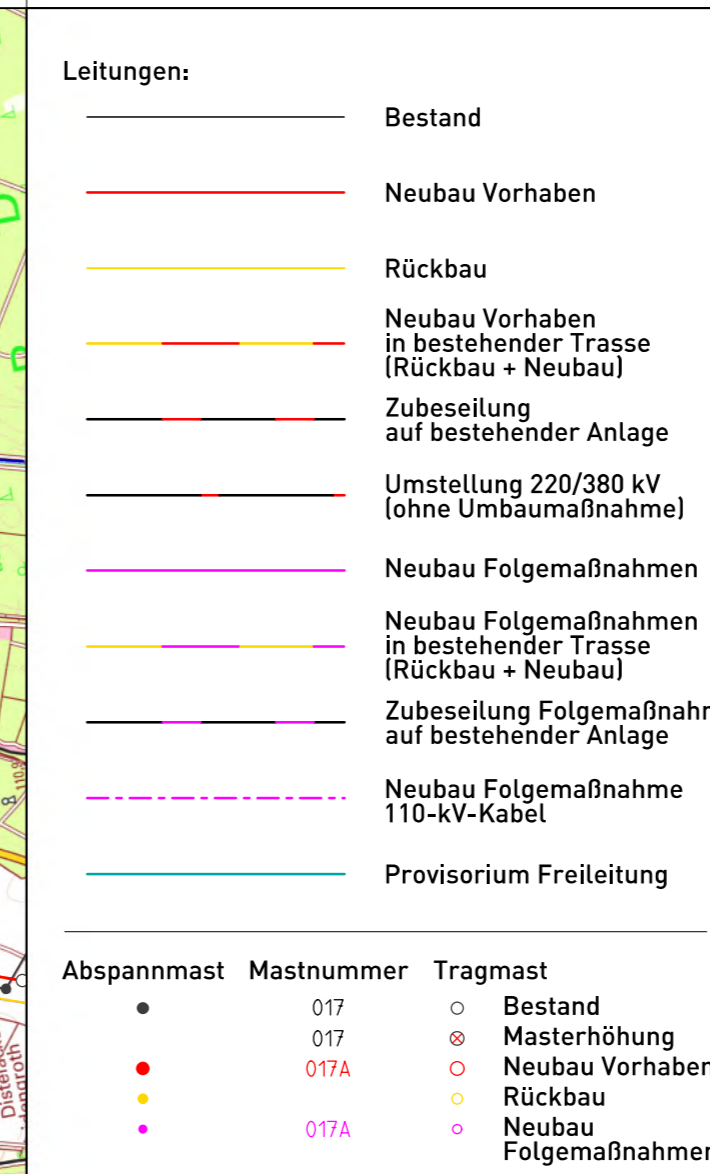 Leitungen:
Bestand
Neubau Vorhaben
Rückbau
Neubau Vorhaben
in bestehender Trasse
(Rückbau + Neubau)
Zubeseilung
auf bestehender Anlage
Umstellung 220/380 kV
(ohne Umbaumaßnahme)
Neubau Folgemaßnahmen
Neubau Folgemaßnahmen
in bestehender Trasse
(Rückbau + Neubau)
Zubeseilung Folgemaßnahm
auf bestehender Anlage
Neubau Folgemaßnahme
110-kV-Kabel
Provisorium Freileitung
Abspannmast Mastnummer Tragmast
017 Bestand
017 Masterhöhung
017A Neubau Vorhaben
Rückbau
017A Neubau
Folgemaßnahmen